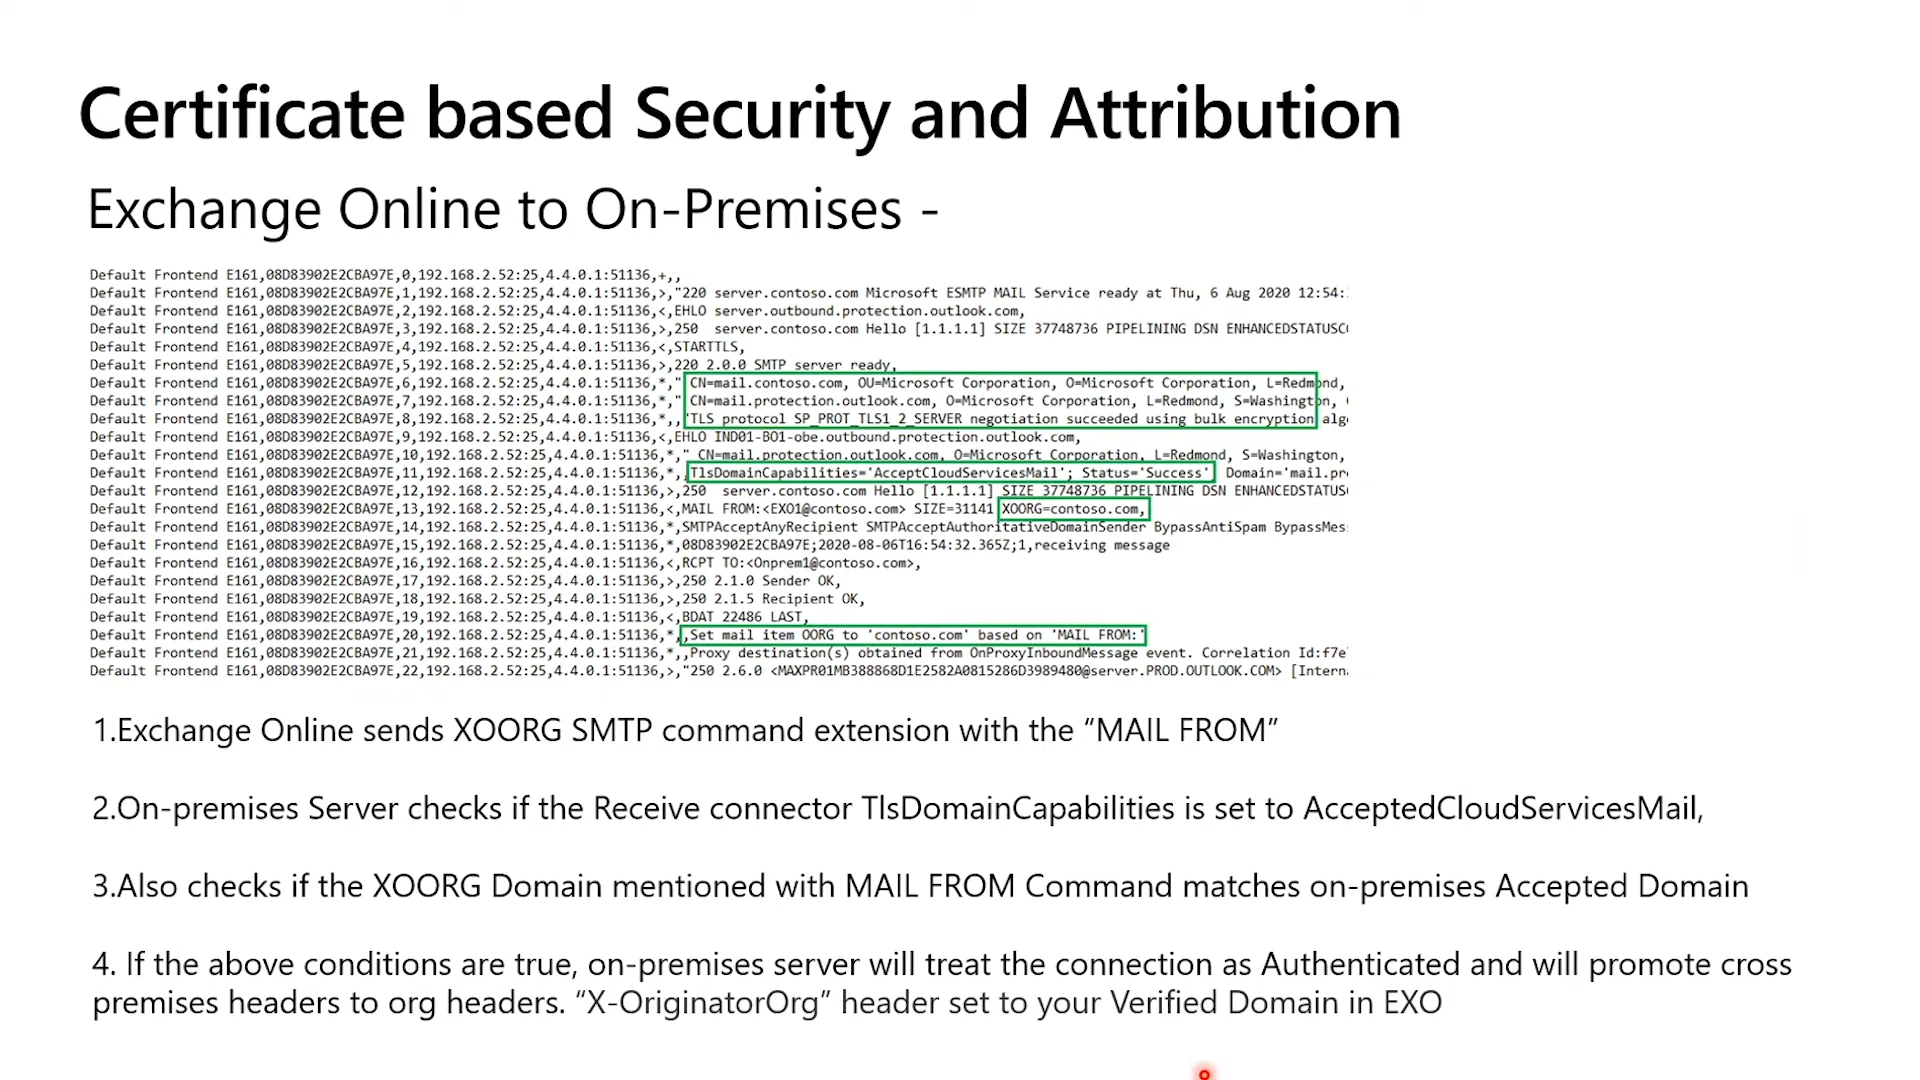 Certificate based Security and Attribution
Exchange Online to On-Premises -
Default Frontend E161,08D83902E2CBA97E,0,192.168.2.52:25,4.4.0.1:51136,+,,
Default Frontend E161,08D83902E2CBA97E,1,192.168.2.52:25,4.4.0.1:51136,>,"220 server.contoso.com Microsoft ESMTP MAIL Service ready at Thu, 6 Aug 2020 12:54:
Default Frontend E161,08D83902E2CBA97E,2,192.168.2.52:25,4.4.0.1:51136,<,EHLO server.outbound.protection.outlook.com,
Default Frontend E161,08D83902E2CBA97E,3,192.168.2.52:25,4.4.0.1:51136,>,250  server.contoso.com Hello [1.1.1.1] SIZE 37748736 PIPELINING DSN ENHANCEDSTATUSC
Default Frontend E161,08D83902E2CBA97E,4,192.168.2.52:25,4.4.0.1:51136,<,STARTTLS,
Default Frontend E161,08D83902E2CBA97E,5,192.168.2.52:25,4.4.0.1:51136,>,220 2.0.0 SMTP server ready,
Default Frontend E161,08D83902E2CBA97E,6,192.168.2.52:25,4.4.0.1:51136,*," CN=mail.contoso.com, OU=Microsoft Corporation, O=Microsoft Corporation, L=Redmond,
Default Frontend E161,08D83902E2CBA97E,7,192.168.2.52:25,4.4.0.1:51136,*," CN=mail.protection.outlook.com, O=Microsoft Corporation, L=Redmond, S=Washington,
Default Frontend E161,08D83902E2CBA97E,8,192.168.2.52:25,4.4.0.1:51136,*,,"TLS protocol SP_PROT_TLS1_2_SERVER negotiation succeeded using bulk encryption alg
Default Frontend E161,08D83902E2CBA97E,9,192.168.2.52:25,4.4.0.1:51136,<,EHLO IND01-BO1-obe.outbound.protection.outlook.com,
Default Frontend E161,08D83902E2CBA97E,10,192.168.2.52:25,4.4.0.1:51136,*," CN=mail.protection.outlook.com, O=Microsoft Corporation, L=Redmond, S=Washington,
Default Frontend E161,08D83902E2CBA97E,11,192.168.2.52:25,4.4.0.1:51136,*,,TlsDomainCapabilities='AcceptCloudServicesMail'; Status='Success'  Domain='mail.pr
Default Frontend E161,08D83902E2CBA97E,12,192.168.2.52:25,4.4.0.1:51136,>,250  server.contoso.com Hello [1.1.1.1] SIZE 37748736 PIPELINING DSN ENHANCEDSTATUS
Default Frontend E161,08D83902E2CBA97E,13,192.168.2.52:25,4.4.0.1:51136,<,MAIL FROM:<EXO1@contoso.com> SIZE=31141 XOORG=contoso.com,
Default Frontend E161,08D83902E2CBA97E,14,192.168.2.52:25,4.4.0.1:51136,*,SMTPAcceptAnyRecipient SMTPAcceptAuthoritativeDomainSender BypassAntiSpam BypassMes
Default Frontend E161,08D83902E2CBA97E,15,192.168.2.52:25,4.4.0.1:51136,*,08D83902E2CBA97E;2020-08-06T16:54:32.365Z;1,receiving message
Default Frontend E161,08D83902E2CBA97E,16,192.168.2.52:25,4.4.0.1:51136,<,RCPT TO:<Onprem1@contoso.com>,
Default Frontend E161,08D83902E2CBA97E,17,192.168.2.52:25,4.4.0.1:51136,>,250 2.1.0 Sender OK,
Default Frontend E161,08D83902E2CBA97E,18,192.168.2.52:25,4.4.0.1:51136,>,250 2.1.5 Recipient OK,
Default Frontend E161,08D83902E2CBA97E,19,192.168.2.52:25,4.4.0.1:51136,<,BDAT 22486 LAST,
Default Frontend E161,08D83902E2CBA97E,20,192.168.2.52:25,4.4.0.1:51136,*,,Set mail item OORG to 'contoso.com' based on 'MAIL FROM:'
Default Frontend E161,08D83902E2CBA97E,21,192.168.2.52:25,4.4.0.1:51136,*,,Proxy destination(s) obtained from OnProxyInboundMessage event. Correlation Id:f7e
Default Frontend E161,08D83902E2CBA97E,22,192.168.2.52:25,4.4.0.1:51136,>,"250 2.6.0 <MAXPR01MB388868D1E2582A0815286D3989480@server.PROD.OUTLOOK.COM> [Intern
1.Exchange Online sends XOORG SMTP command extension with the “MAIL FROM”
2.On-premises Server checks if the Receive connector TlsDomainCapabilities is set to AcceptedCloudServicesMail,
3.Also checks if the XOORG Domain mentioned with MAIL FROM Command matches on-premises Accepted Domain
4. If the above conditions are true, on-premises server will treat the connection as Authenticated and will promote cross
premises headers to org headers. “X-OriginatorOrg” header set to your Verified Domain in EXO